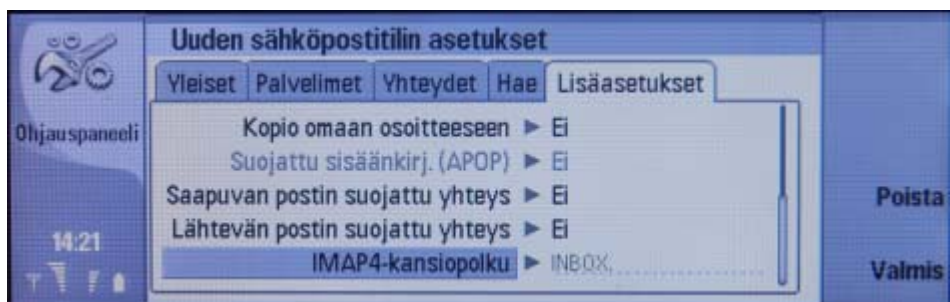 Uuden sähköpostitilin asetukset
Yleiset Palvelimet Yhteydet Hae Lisäasetukset
Ohjauspaneeli
Kopio omaan osoitteeseen ► Ei
Suojattu sisäänkirj. (APOP) ► Ei
Saapuvan postin suojattu yhteys ► Ei
Lähtevän postin suojattu yhteys ► Ei
IMAP4-kansiopolku ► INBOX.
14:21
Poista
Valmis